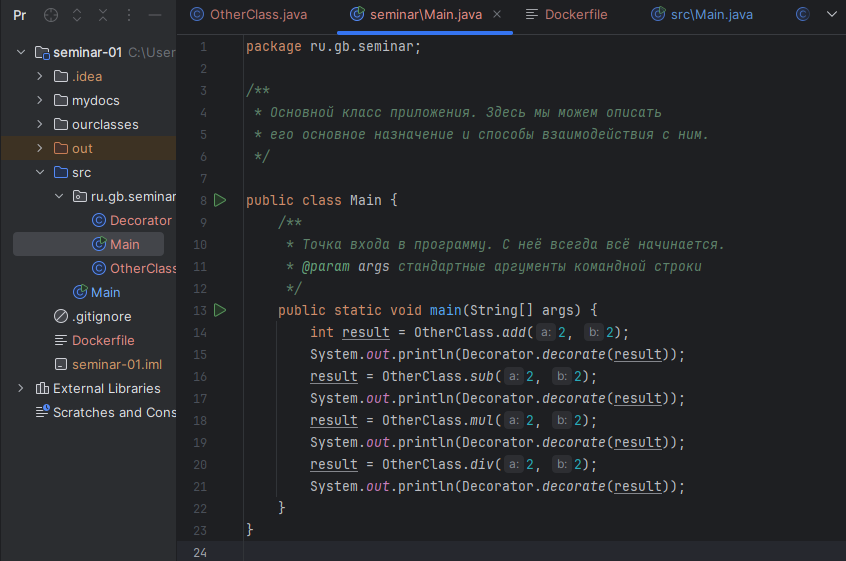 Pr
OtherClass.java
seminar\Main.java
Dockerfile
src\Main.java
seminar-01 C:\User
.idea
mydocs
ourclasses
out
src
ru.gb.seminar
Decorator
Main
OtherClass
Main
.gitignore
Dockerfile
seminar-01.iml
External Libraries
Scratches and Cons
1 package ru.gb.seminar;
2
3 /**
4 * Основной класс приложения. Здесь мы можем описать
5 * его основное назначение и способы взаимодействия с ним.
6 */
7
8 public class Main {
9 /**
10 * Точка входа в программу. С неё всегда всё начинается.
11 * @param args стандартные аргументы командной строки
12 */
13 public static void main(String[] args) {
14 int result = OtherClass.add( a: 2, b: 2);
15 System.out.println(Decorator.decorate(result));
16 result = OtherClass.sub( a: 2, b: 2);
17 System.out.println(Decorator.decorate(result));
18 result = OtherClass.mul( a: 2, b: 2);
19 System.out.println(Decorator.decorate(result));
20 result = OtherClass.div( a: 2, b: 2);
21 System.out.println(Decorator.decorate(result));
22 }
23 }
24